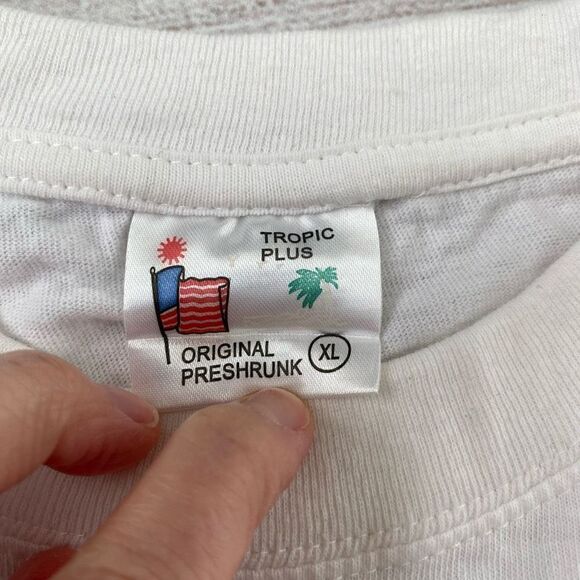 TROPIC
PLUS
ORIGINAL
PRESHRUNK
XL